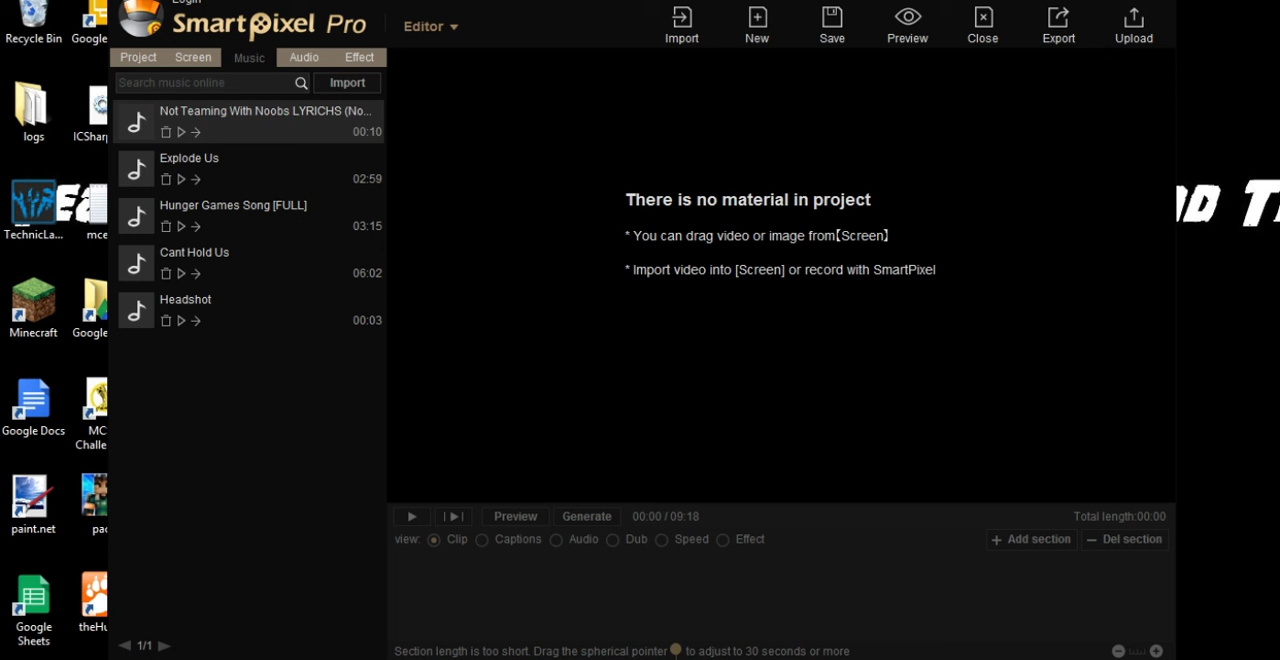 Login
SmartPixel Pro
Editor
Import
New
Save
Preview
Close
Export
Upload
Project
Screen
Music
Audio
Effect
Search music online
Import
Not Teaming With Noobs LYRICHS (No...
00:10
Explode Us
02:59
Hunger Games Song [FULL]
03:15
Cant Hold Us
06:02
Headshot
00:03
There is no material in project
* You can drag video or image from【Screen】
* Import video into [Screen] or record with SmartPixel
Preview
Generate
00:00 / 09:18
Total length:00:00
view:
Clip
Captions
Audio
Dub
Speed
Effect
+ Add section
− Del section
1/1
Section length is too short. Drag the spherical pointer to adjust to 30 seconds or more
Recycle Bin
Google
logs
ICShar
TechnicLa...
mce
Minecraft
Google
Google Docs
MC
Challe
paint.net
pac
Google
Sheets
theHu